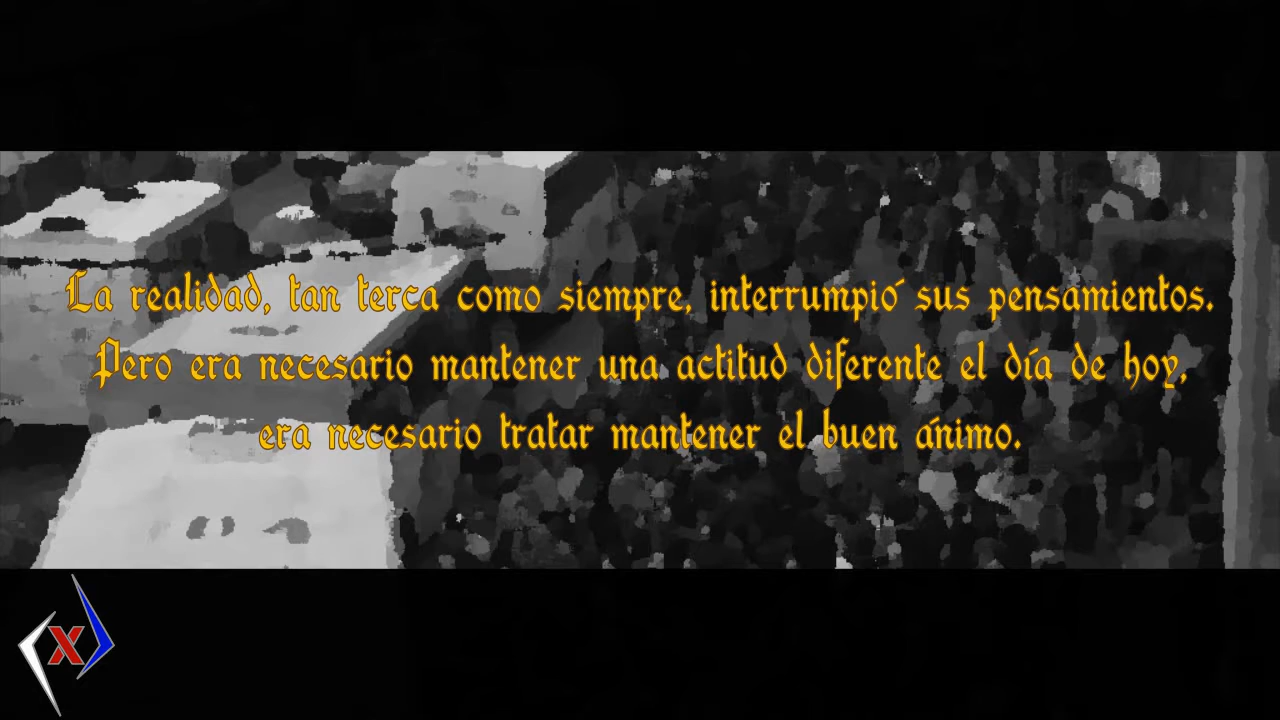 La realidad, tan terca como siempre, interrumpió sus pensamientos.
Pero era necesario mantener una actitud diferente el día de hoy,
era necesario tratar mantener el buen ánimo.
X